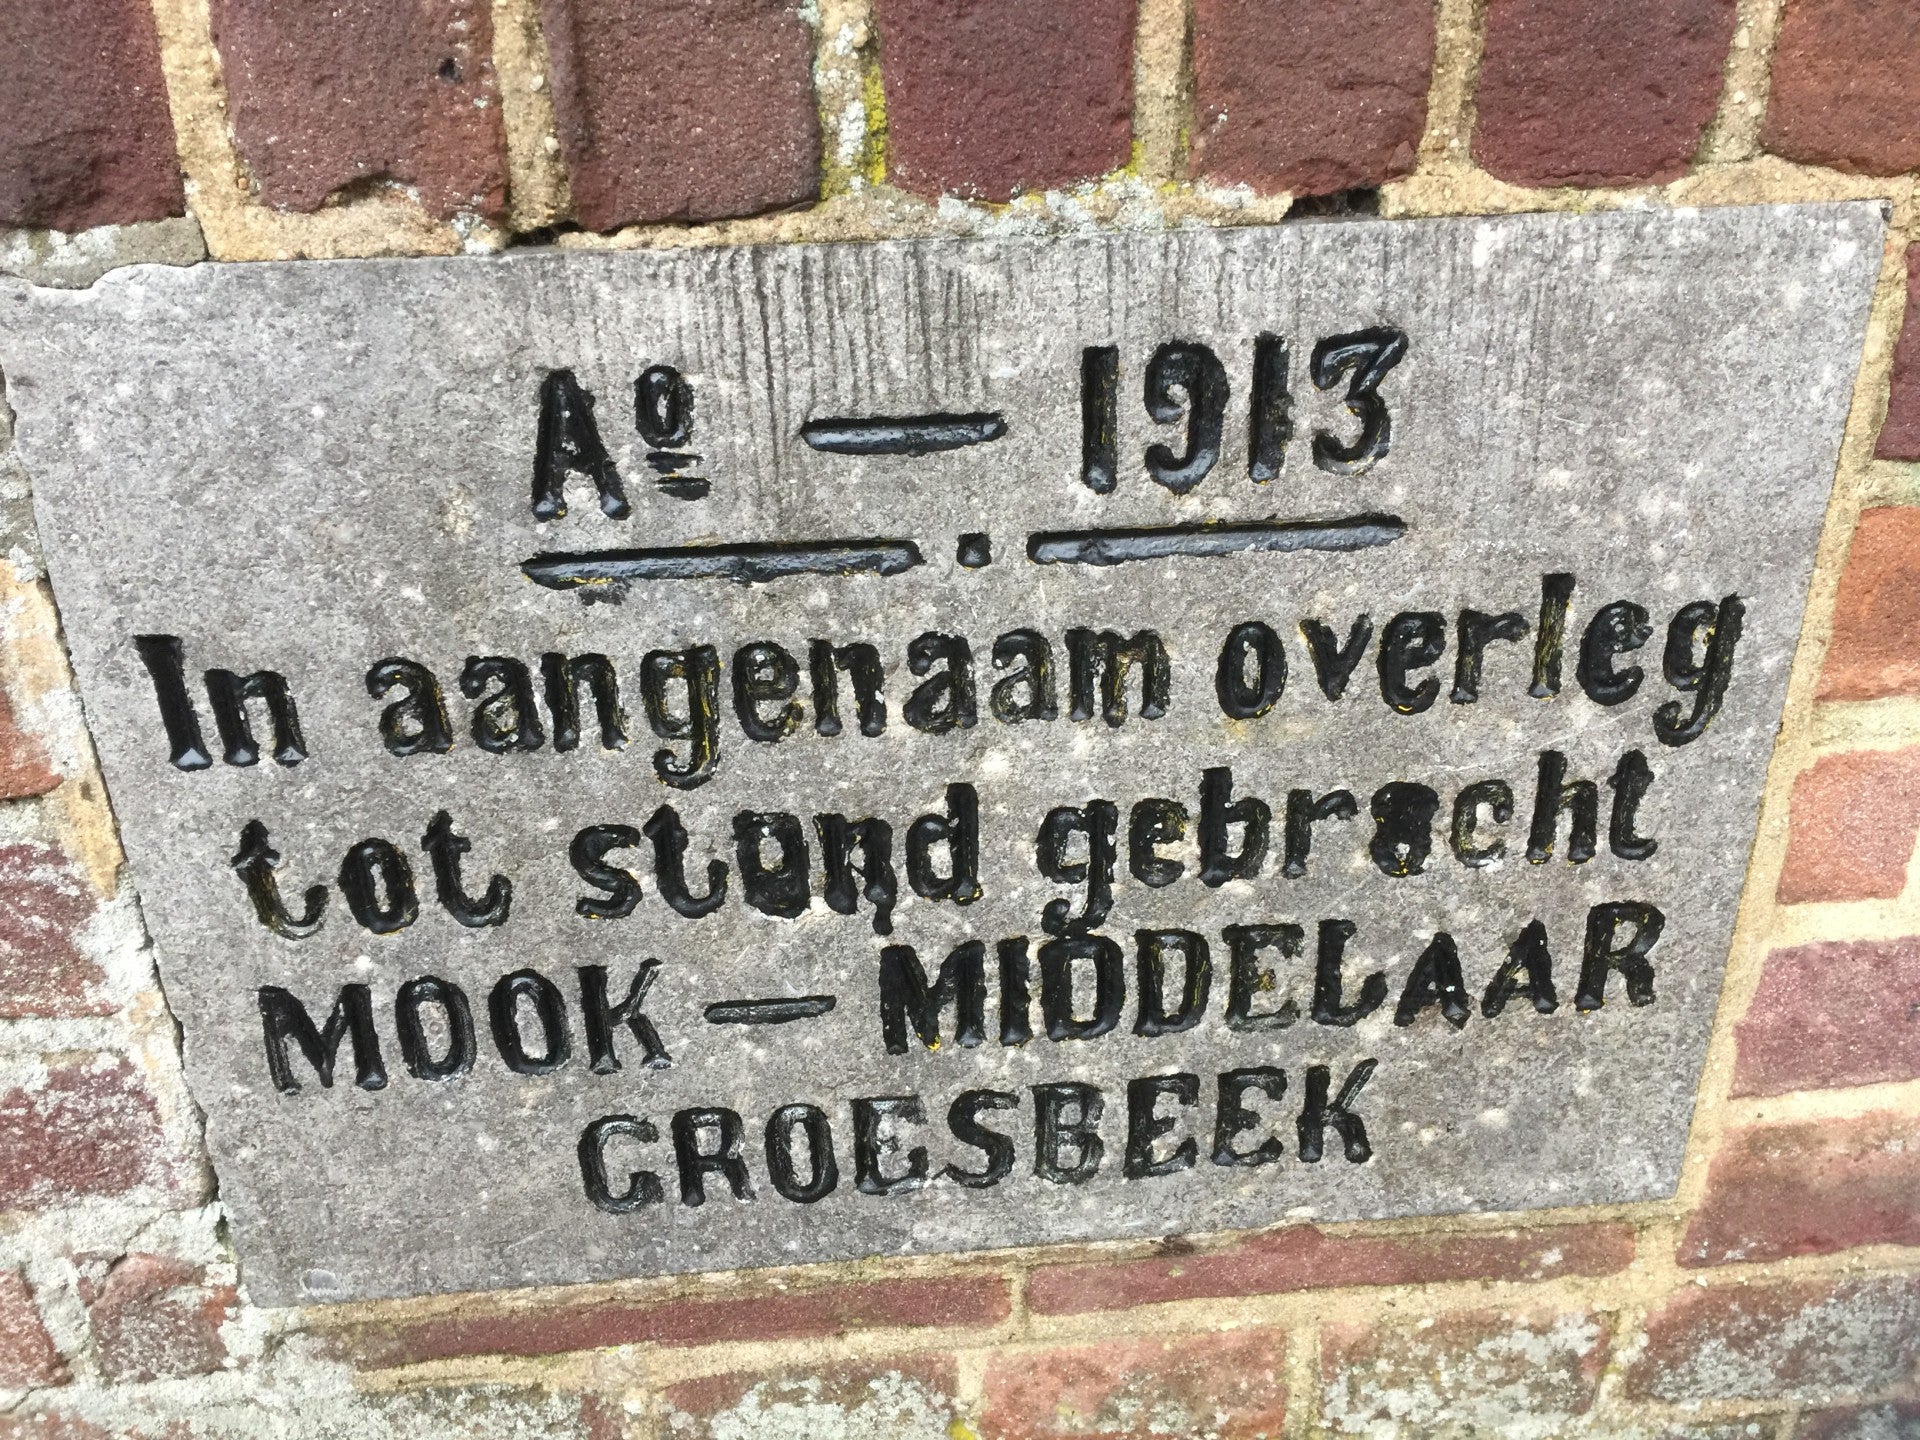 Aº — 1913
In aangenaam overleg
tot stand gebracht
MOOK — MIDDELAAR
GROESBEEK